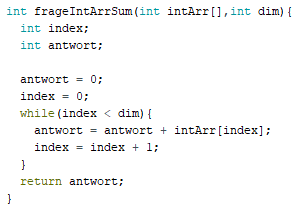 int frageIntArrSum(int intArr[],int dim){
  int index;
  int antwort;

  antwort = 0;
  index = 0;
  while(index < dim){
    antwort = antwort + intArr[index];
    index = index + 1;
  }
  return antwort;
}